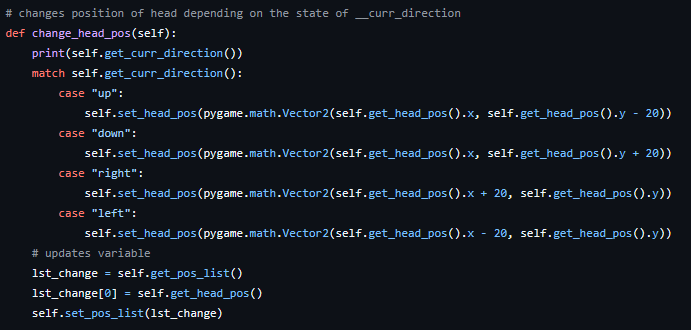 # changes position of head depending on the state of __curr_direction
def change_head_pos(self):
    print(self.get_curr_direction())
    match self.get_curr_direction():
        case "up":
            self.set_head_pos(pygame.math.Vector2(self.get_head_pos().x, self.get_head_pos().y - 20))
        case "down":
            self.set_head_pos(pygame.math.Vector2(self.get_head_pos().x, self.get_head_pos().y + 20))
        case "right":
            self.set_head_pos(pygame.math.Vector2(self.get_head_pos().x + 20, self.get_head_pos().y))
        case "left":
            self.set_head_pos(pygame.math.Vector2(self.get_head_pos().x - 20, self.get_head_pos().y))
    # updates variable
    lst_change = self.get_pos_list()
    lst_change[0] = self.get_head_pos()
    self.set_pos_list(lst_change)